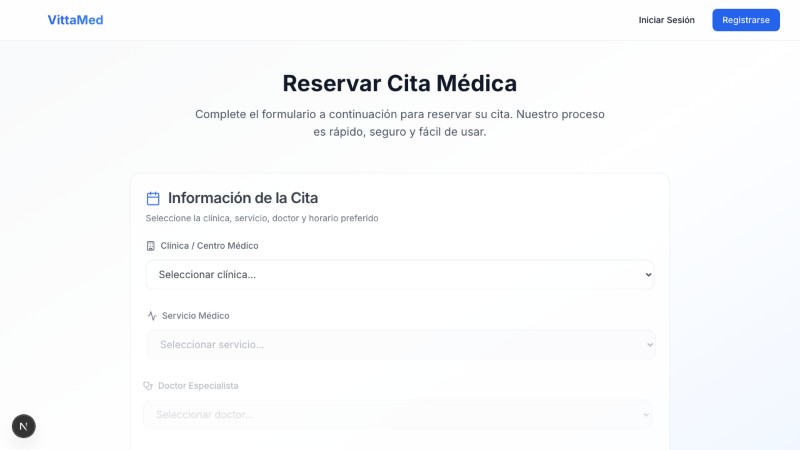 VittaMed
Iniciar Sesión
Registrarse
Reservar Cita Médica
Complete el formulario a continuación para reservar su cita. Nuestro proceso
es rápido, seguro y fácil de usar.
Información de la Cita
Seleccione la clínica, servicio, doctor y horario preferido
Clínica / Centro Médico
Seleccionar clínica...
Servicio Médico
Seleccionar servicio...
Doctor Especialista
Seleccionar doctor...
N